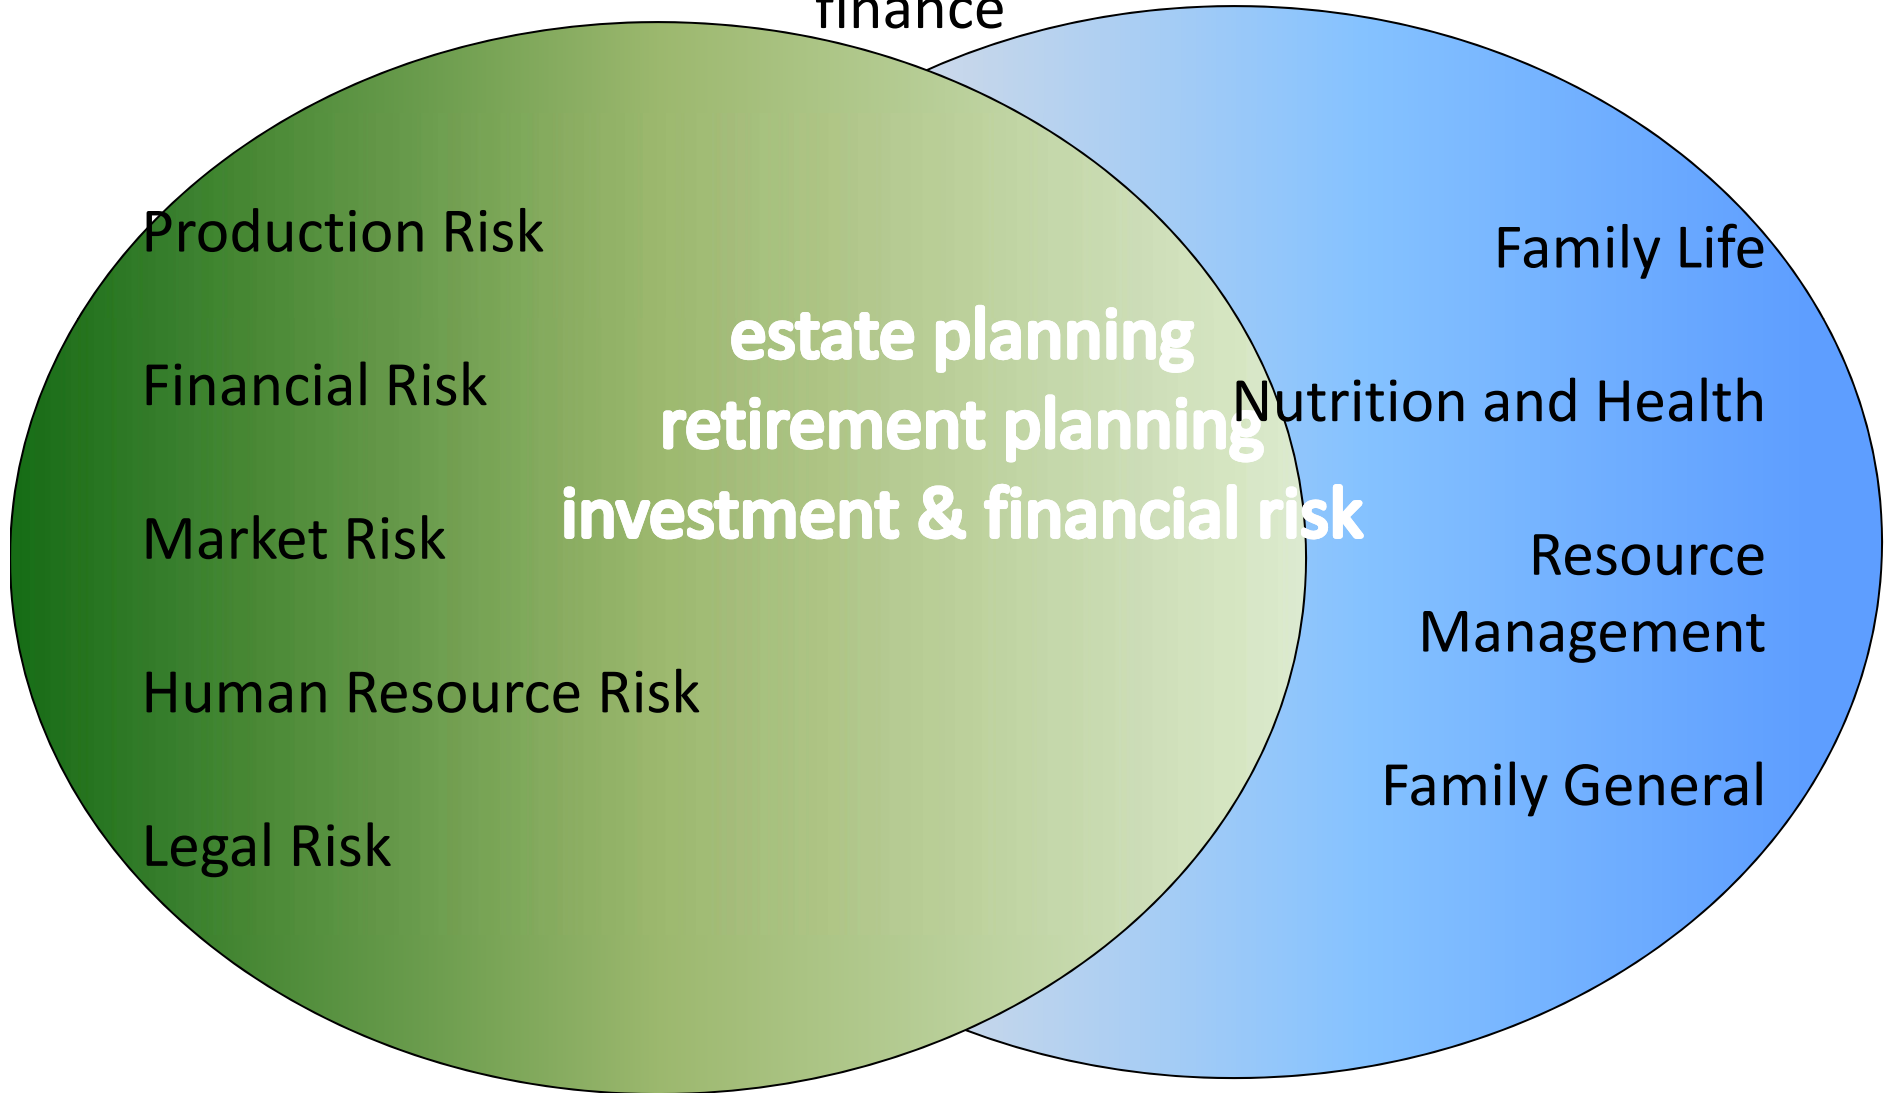 finance
Production Risk
Financial Risk
Market Risk
Human Resource Risk
Legal Risk
estate planning
retirement planning
investment & financial risk
Family Life
Nutrition and Health
Resource
Management
Family General